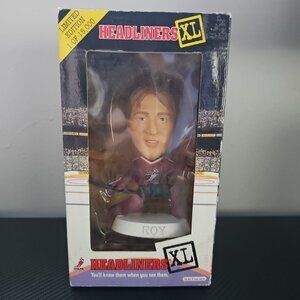 LIMITED
EDITION
1 OF 15,000
HEADLINERS XL
ROY
HEADLINERS XL
You'll know them when you see them.